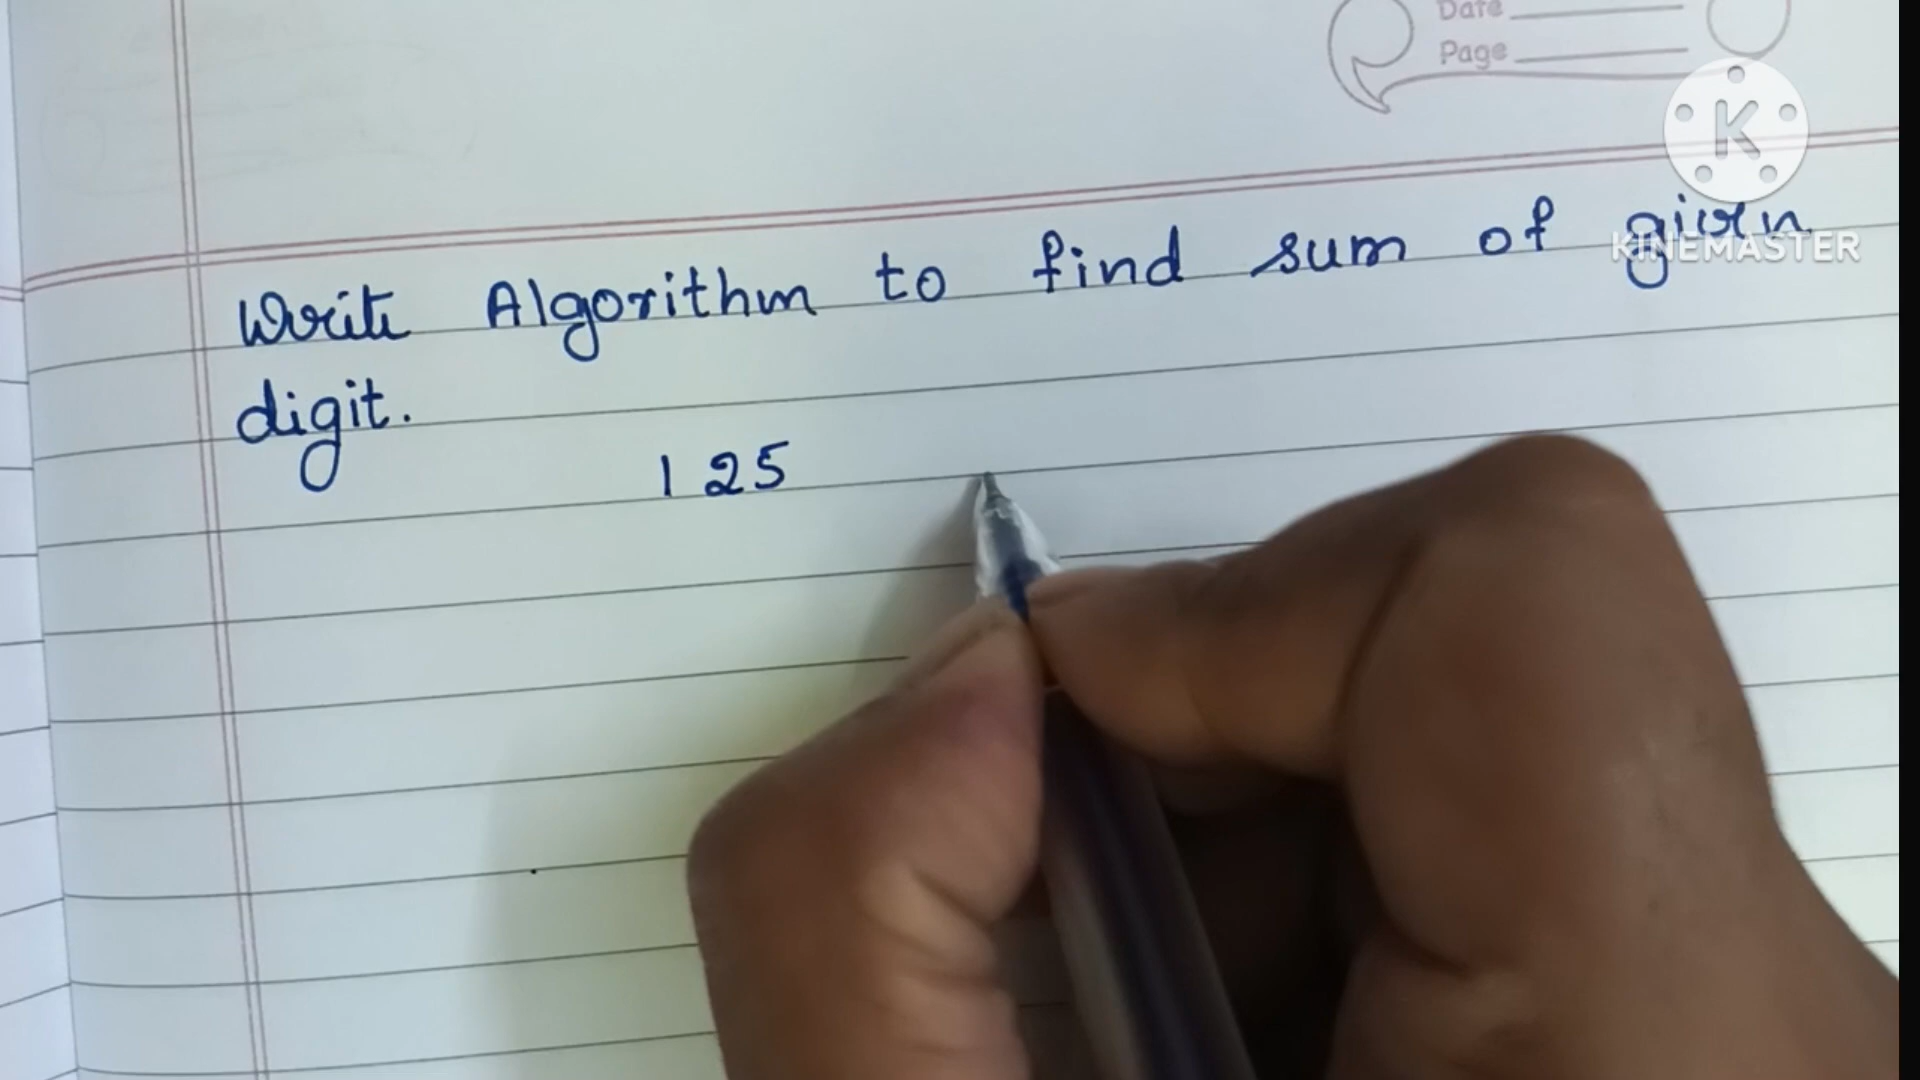 Date
Page
K
KINEMASTER
Write Algorithm to find sum of given
digit.
125